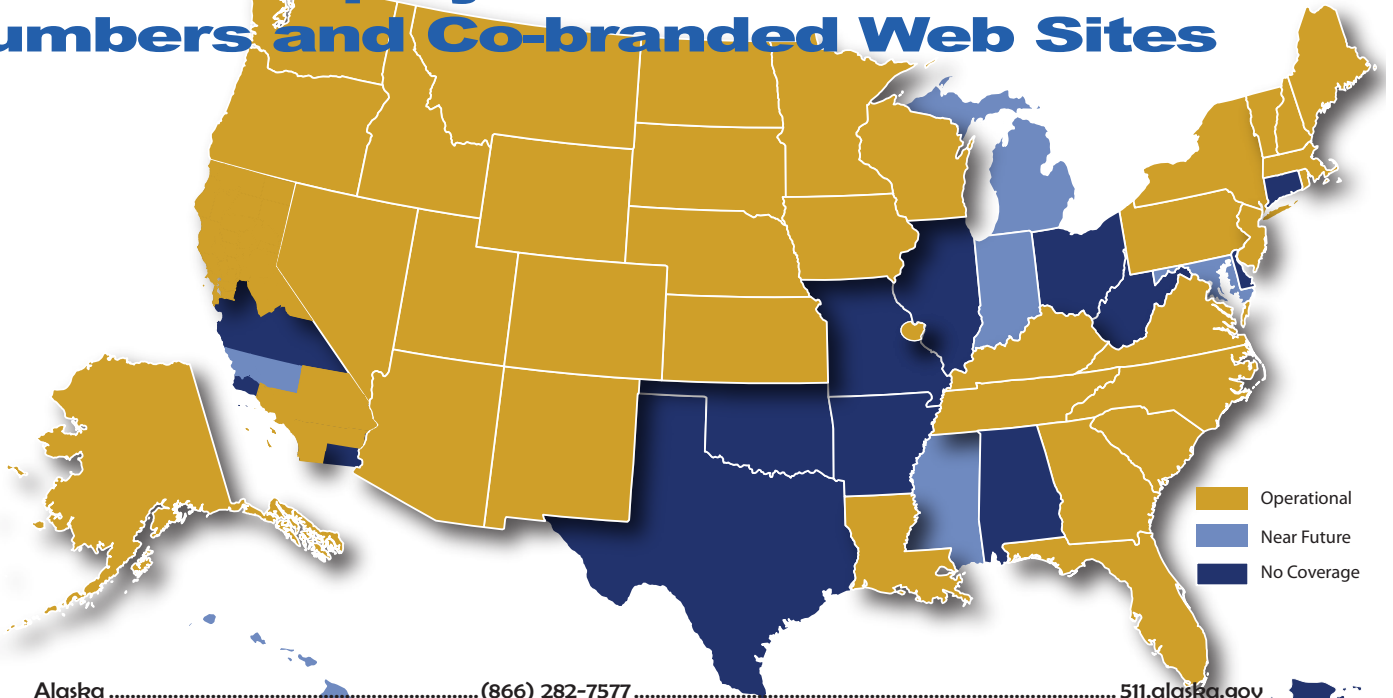 umbers and Co-branded Web Sites
Operational
Near Future
No Coverage
Alaska (866) 282-7577 511.alaska.gov